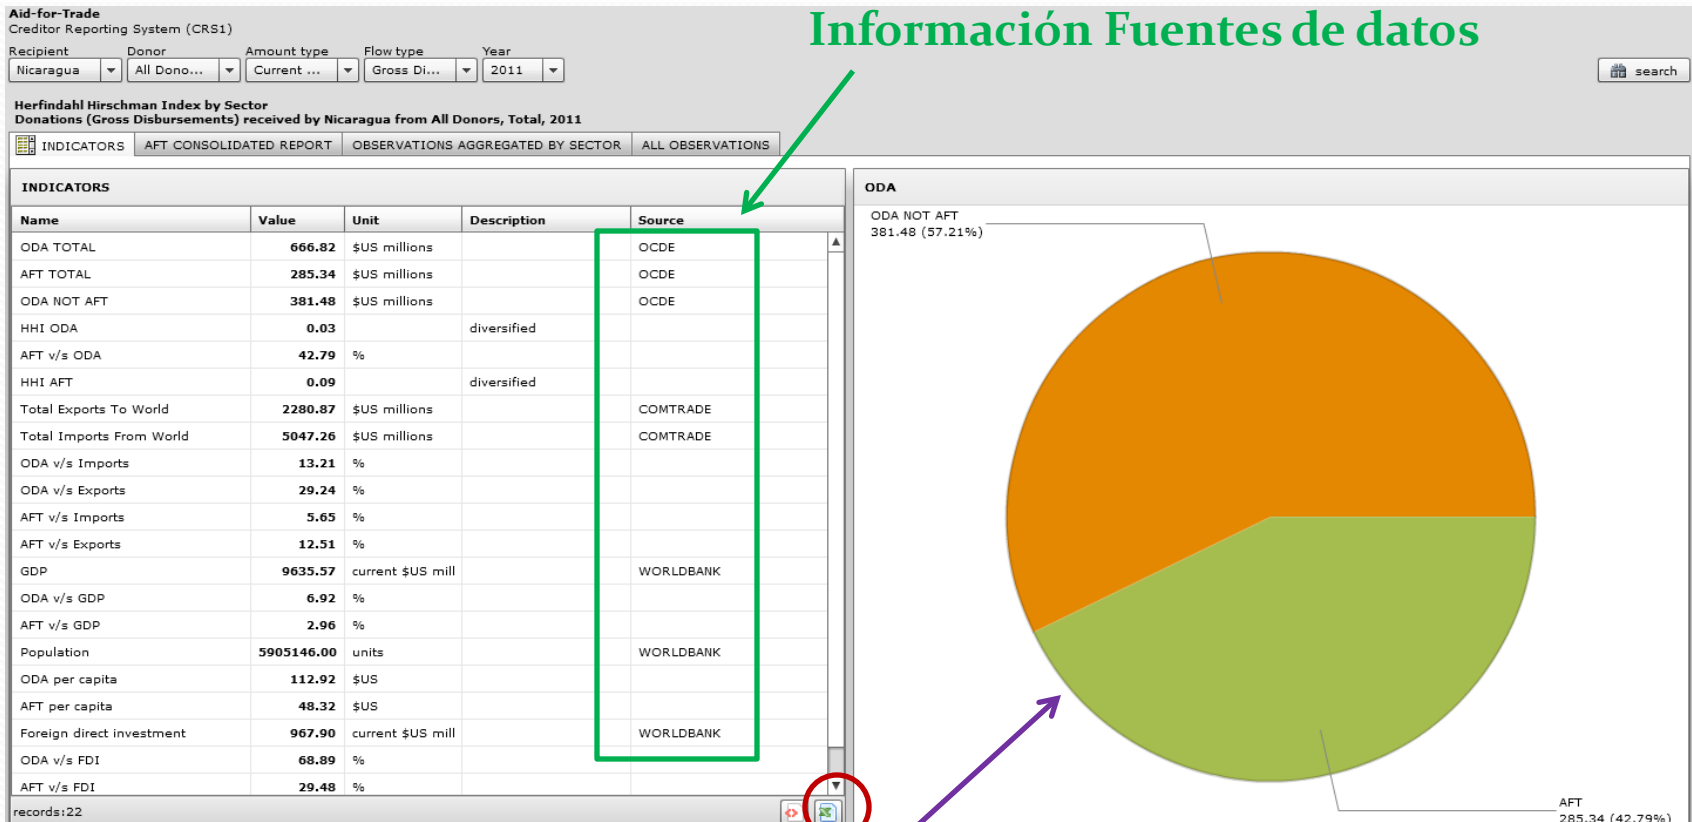 Aid-for-Trade
Información Fuentes de datos
Creditor Reporting System (CRS1)
Recipient Donor Amount type Flow type Year
Nicaragua All Dono... Current ... Gross Di... 2011 search
Herfindahl Hirschman Index by Sector
Donations (Gross Disbursements) received by Nicaragua from All Donors, Total, 2011
INDICATORS AFT CONSOLIDATED REPORT OBSERVATIONS AGGREGATED BY SECTOR ALL OBSERVATIONS
INDICATORS
Name Value Unit Description Source
ODA TOTAL 666.82 $US millions OCDE
AFT TOTAL 285.34 $US millions OCDE
ODA NOT AFT 381.48 $US millions OCDE
HHI ODA 0.03 diversified
AFT v/s ODA 42.79 %
HHI AFT 0.09 diversified
Total Exports To World 2280.87 $US millions COMTRADE
Total Imports From World 5047.26 $US millions COMTRADE
ODA v/s Imports 13.21 %
ODA v/s Exports 29.24 %
AFT v/s Imports 5.65 %
AFT v/s Exports 12.51 %
GDP 9635.57 current $US mill WORLDBANK
ODA v/s GDP 6.92 %
AFT v/s GDP 2.96 %
Population 5905146.00 units WORLDBANK
ODA per capita 112.92 $US
AFT per capita 48.32 $US
Foreign direct investment 967.90 current $US mill WORLDBANK
ODA v/s FDI 68.89 %
AFT v/s FDI 29.48 %
records:22
ODA
ODA NOT AFT
381.48 (57.21%)
AFT
285.34 (42.79%)